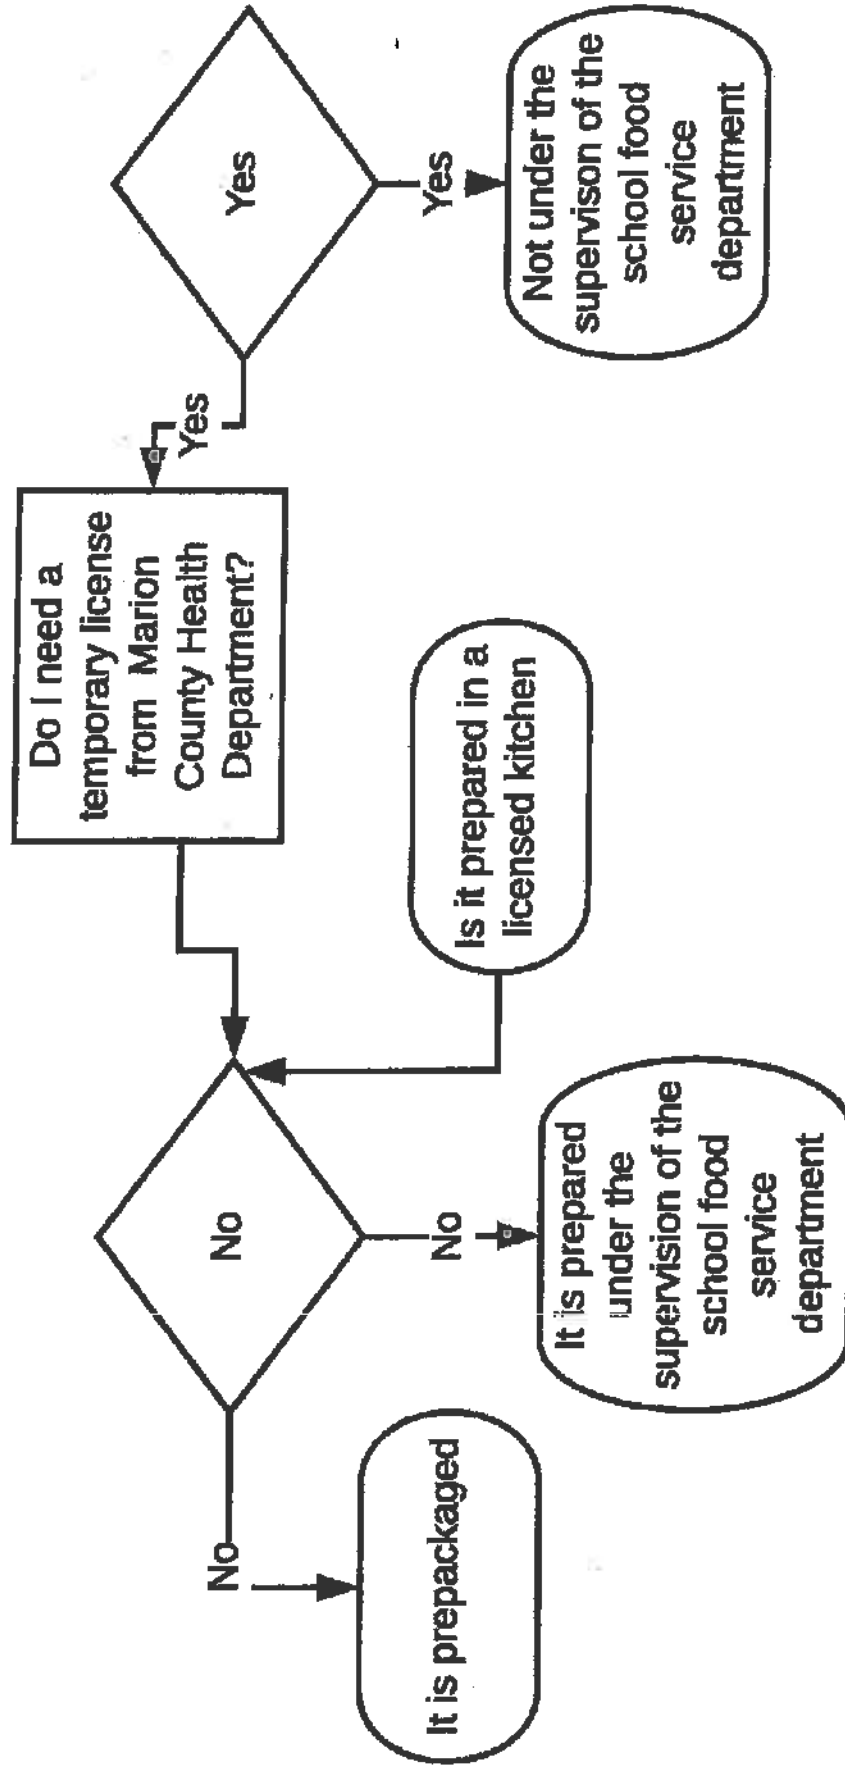 Do I need a
temporary license
from Marion
County Health
Department?
No
Yes
Yes
No
No
Yes
It is prepackaged
It is prepared
under the
supervision of the
school food
service
department
Is it prepared in a
licensed kitchen
Not under the
supervison of the
school food
service
department